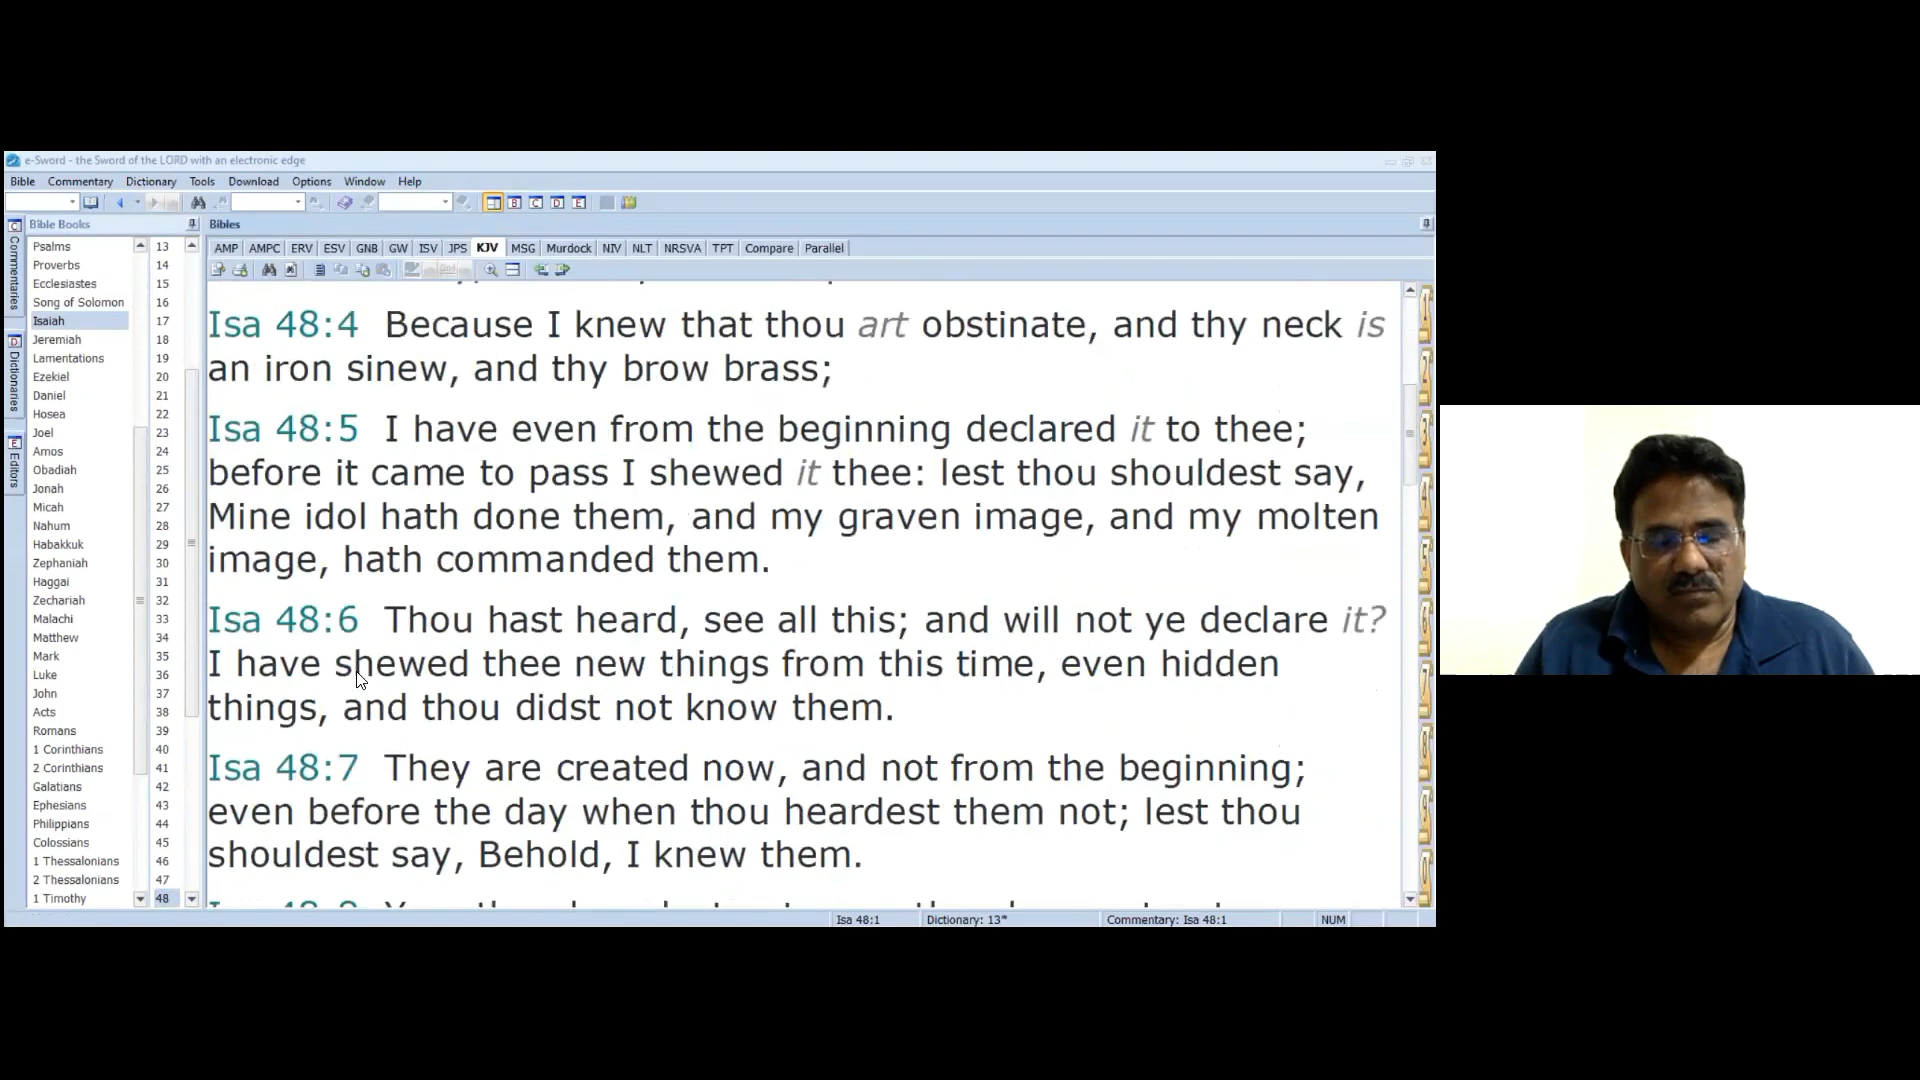 e-Sword - the Sword of the LORD with an electronic edge
Bible Commentary Dictionary Tools Download Options Window Help
B C D E
Bible Books
Bibles
AMP AMPC ERV ESV GNB GW ISV JPS KJV MSG Murdock NIV NLT NRSVA TPT Compare Parallel
C Commentaries
D Dictionaries
E Editors
Psalms 13
Proverbs 14
Ecclesiastes 15
Song of Solomon 16
Isaiah 17
Jeremiah 18
Lamentations 19
Ezekiel 20
Daniel 21
Hosea 22
Joel 23
Amos 24
Obadiah 25
Jonah 26
Micah 27
Nahum 28
Habakkuk 29
Zephaniah 30
Haggai 31
Zechariah 32
Malachi 33
Matthew 34
Mark 35
Luke 36
John 37
Acts 38
Romans 39
1 Corinthians 40
2 Corinthians 41
Galatians 42
Ephesians 43
Philippians 44
Colossians 45
1 Thessalonians 46
2 Thessalonians 47
1 Timothy 48
Isa 48:4 Because I knew that thou art obstinate, and thy neck is
an iron sinew, and thy brow brass;
Isa 48:5 I have even from the beginning declared it to thee;
before it came to pass I shewed it thee: lest thou shouldest say,
Mine idol hath done them, and my graven image, and my molten
image, hath commanded them.
Isa 48:6 Thou hast heard, see all this; and will not ye declare it?
I have shewed thee new things from this time, even hidden
things, and thou didst not know them.
Isa 48:7 They are created now, and not from the beginning;
even before the day when thou heardest them not; lest thou
shouldest say, Behold, I knew them.
1
2
3
4
5
6
7
8
9
0
Isa 48:1 Dictionary: 13* Commentary: Isa 48:1 NUM